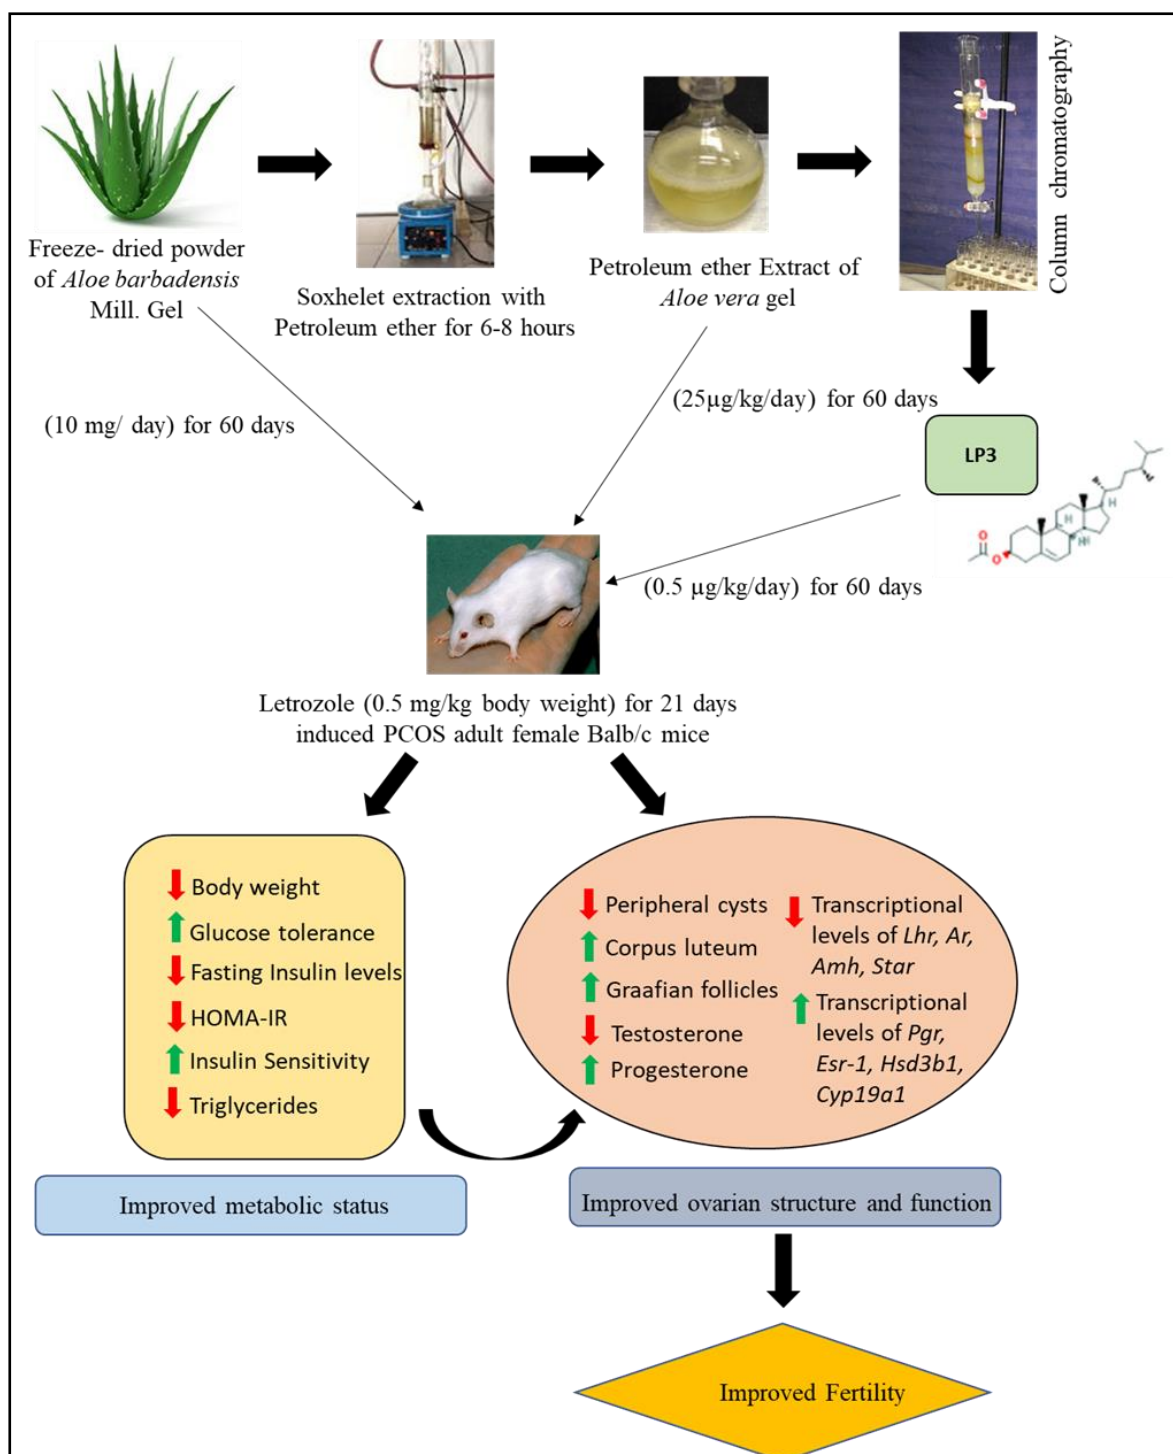 Freeze- dried powder
of Aloe barbadensis
Mill. Gel
Soxhelet extraction with
Petroleum ether for 6-8 hours
Petroleum ether Extract of
Aloe vera gel
Column chromatography
(10 mg/ day) for 60 days
(25µg/kg/day) for 60 days
LP3
H
H
H
H
O
O
(0.5 µg/kg/day) for 60 days
Letrozole (0.5 mg/kg body weight) for 21 days
induced PCOS adult female Balb/c mice
Body weight
Glucose tolerance
Fasting Insulin levels
HOMA-IR
Insulin Sensitivity
Triglycerides
Peripheral cysts
Corpus luteum
Graafian follicles
Testosterone
Progesterone
Transcriptional
levels of Lhr, Ar,
Amh, Star
Transcriptional
levels of Pgr,
Esr-1, Hsd3b1,
Cyp19a1
Improved metabolic status
Improved ovarian structure and function
Improved Fertility